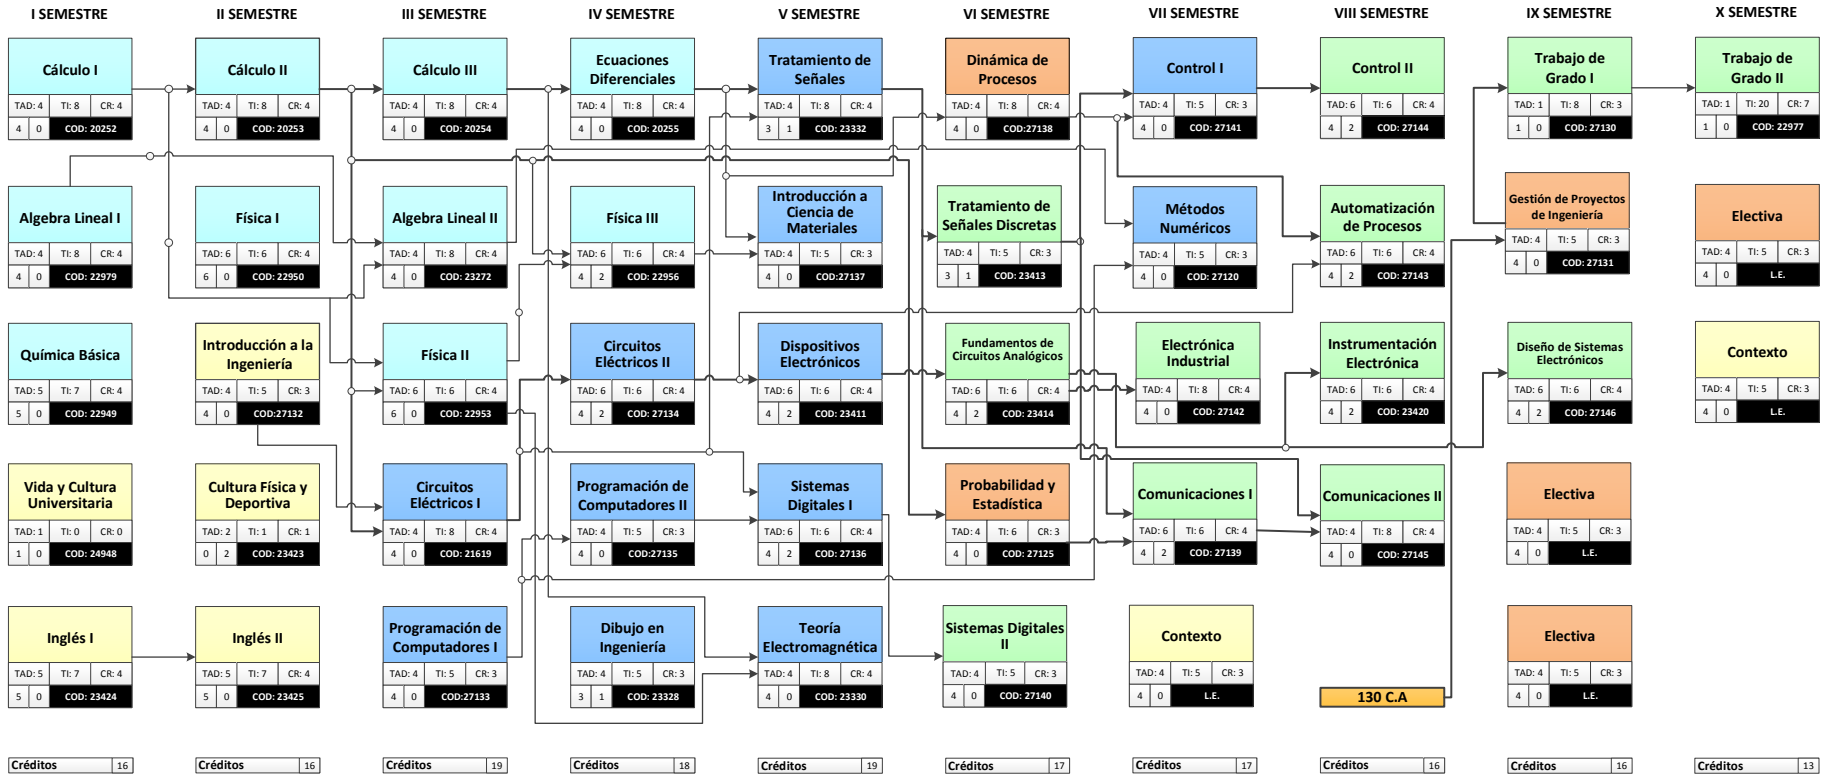 I SEMESTRE
II SEMESTRE
III SEMESTRE
IV SEMESTRE
V SEMESTRE
VI SEMESTRE
VII SEMESTRE
VIII SEMESTRE
IX SEMESTRE
X SEMESTRE
Cálculo I
TAD: 4 TI: 8 CR: 4
4 0 COD: 20252
Cálculo II
TAD: 4 TI: 8 CR: 4
4 0 COD: 20253
Cálculo III
TAD: 4 TI: 8 CR: 4
4 0 COD: 20254
Ecuaciones
Diferenciales
TAD: 4 TI: 8 CR: 4
4 0 COD: 20255
Tratamiento de
Señales
TAD: 4 TI: 8 CR: 4
3 1 COD: 23332
Dinámica de
Procesos
TAD: 4 TI: 8 CR: 4
4 0 COD:27138
Control I
TAD: 4 TI: 5 CR: 3
4 0 COD: 27141
Control II
TAD: 6 TI: 6 CR: 4
4 2 COD: 27144
Trabajo de
Grado I
TAD: 1 TI: 8 CR: 3
1 0 COD: 27130
Trabajo de
Grado II
TAD: 1 TI: 20 CR: 7
1 0 COD: 22977
Algebra Lineal I
TAD: 4 TI: 8 CR: 4
4 0 COD: 22979
Física I
TAD: 6 TI: 6 CR: 4
6 0 COD: 22950
Algebra Lineal II
TAD: 4 TI: 8 CR: 4
4 0 COD: 23272
Física III
TAD: 6 TI: 6 CR: 4
4 2 COD: 22956
Introducción a
Ciencia de
Materiales
TAD: 4 TI: 5 CR: 3
4 0 COD: 27137
Tratamiento de
Señales Discretas
TAD: 4 TI: 5 CR: 3
3 1 COD: 23413
Métodos
Numéricos
TAD: 4 TI: 5 CR: 3
4 0 COD: 27120
Automatización
de Procesos
TAD: 6 TI: 6 CR: 4
4 2 COD: 27143
Gestión de Proyectos
de Ingeniería
TAD: 4 TI: 5 CR: 3
4 0 COD: 27131
Electiva
TAD: 4 TI: 5 CR: 3
4 0 L.E.
Química Básica
TAD: 5 TI: 7 CR: 4
5 0 COD: 22949
Introducción a la
Ingeniería
TAD: 4 TI: 5 CR: 3
4 0 COD:27132
Física II
TAD: 6 TI: 6 CR: 4
6 0 COD: 22953
Circuitos
Eléctricos II
TAD: 6 TI: 6 CR: 4
4 2 COD: 27134
Dispositivos
Electrónicos
TAD: 6 TI: 6 CR: 4
4 2 COD: 23411
Fundamentos de
Circuitos Analógicos
TAD: 6 TI: 6 CR: 4
4 2 COD: 23414
Electrónica
Industrial
TAD: 4 TI: 8 CR: 4
4 0 COD: 27142
Instrumentación
Electrónica
TAD: 6 TI: 6 CR: 4
4 2 COD: 23420
Diseño de Sistemas
Electrónicos
TAD: 6 TI: 6 CR: 4
4 2 COD: 27146
Contexto
TAD: 4 TI: 5 CR: 3
4 0 L.E.
Vida y Cultura
Universitaria
TAD: 1 TI: 0 CR: 0
1 0 COD: 24948
Cultura Física y
Deportiva
TAD: 2 TI: 1 CR: 1
0 2 COD: 23423
Circuitos
Eléctricos I
TAD: 4 TI: 8 CR: 4
4 0 COD: 21619
Programación de
Computadores II
TAD: 4 TI: 5 CR: 3
4 0 COD:27135
Sistemas
Digitales I
TAD: 6 TI: 6 CR: 4
4 2 COD: 27136
Probabilidad y
Estadística
TAD: 4 TI: 6 CR: 3
4 0 COD: 27125
Comunicaciones I
TAD: 6 TI: 6 CR: 4
4 2 COD: 27139
Comunicaciones II
TAD: 4 TI: 8 CR: 4
4 0 COD: 27145
Electiva
TAD: 4 TI: 5 CR: 3
4 0 L.E.
Inglés I
TAD: 5 TI: 7 CR: 4
5 0 COD: 23424
Inglés II
TAD: 5 TI: 7 CR: 4
5 0 COD: 23425
Programación de
Computadores I
TAD: 4 TI: 5 CR: 3
4 0 COD:27133
Dibujo en
Ingeniería
TAD: 4 TI: 5 CR: 3
3 1 COD: 23328
Teoría
Electromagnética
TAD: 4 TI: 8 CR: 4
4 0 COD: 23330
Sistemas Digitales
II
TAD: 4 TI: 5 CR: 3
4 0 COD: 27140
Contexto
TAD: 4 TI: 5 CR: 3
4 0 L.E.
130 C.A
Electiva
TAD: 4 TI: 5 CR: 3
4 0 L.E.
Créditos 16
Créditos 16
Créditos 19
Créditos 18
Créditos 19
Créditos 17
Créditos 17
Créditos 16
Créditos 16
Créditos 13